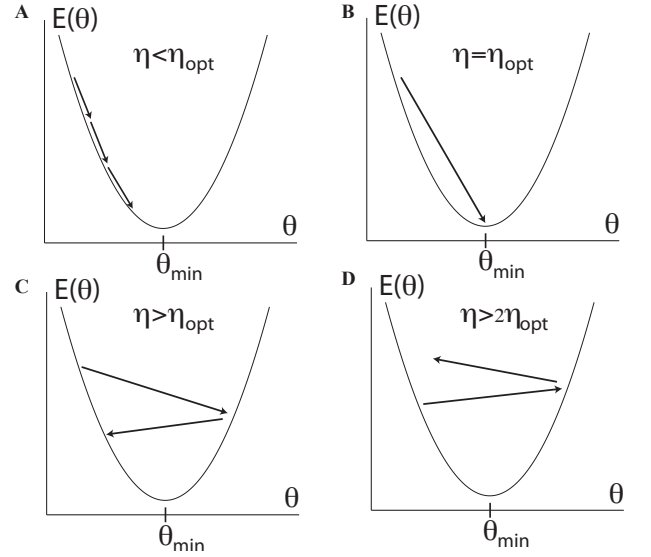 A
E(θ)
η<η_opt
θ
θ_min
B
E(θ)
η=η_opt
θ
θ_min
C
E(θ)
η>η_opt
θ
θ_min
D
E(θ)
η>2η_opt
θ
θ_min